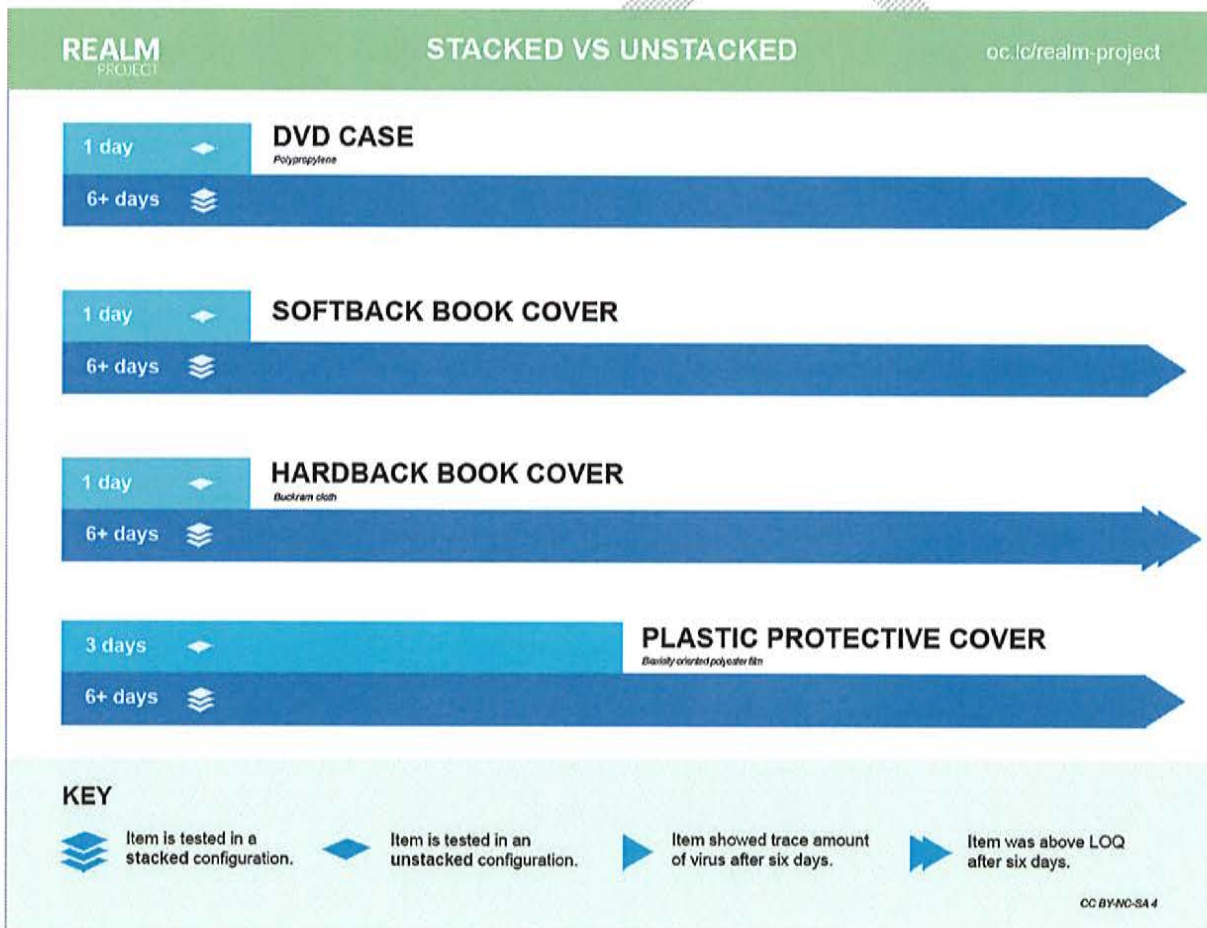 REALM
PROJECT
STACKED VS UNSTACKED
oc.lc/realm-project
1 day
DVD CASE
Polypropylene
6+ days
1 day
SOFTBACK BOOK COVER
6+ days
1 day
HARDBACK BOOK COVER
Buckram cloth
6+ days
3 days
PLASTIC PROTECTIVE COVER
Biaxially oriented polyester film
6+ days
KEY
Item is tested in a
stacked configuration.
Item is tested in an
unstacked configuration.
Item showed trace amount
of virus after six days.
Item was above LOQ
after six days.
CC BY-NC-SA 4